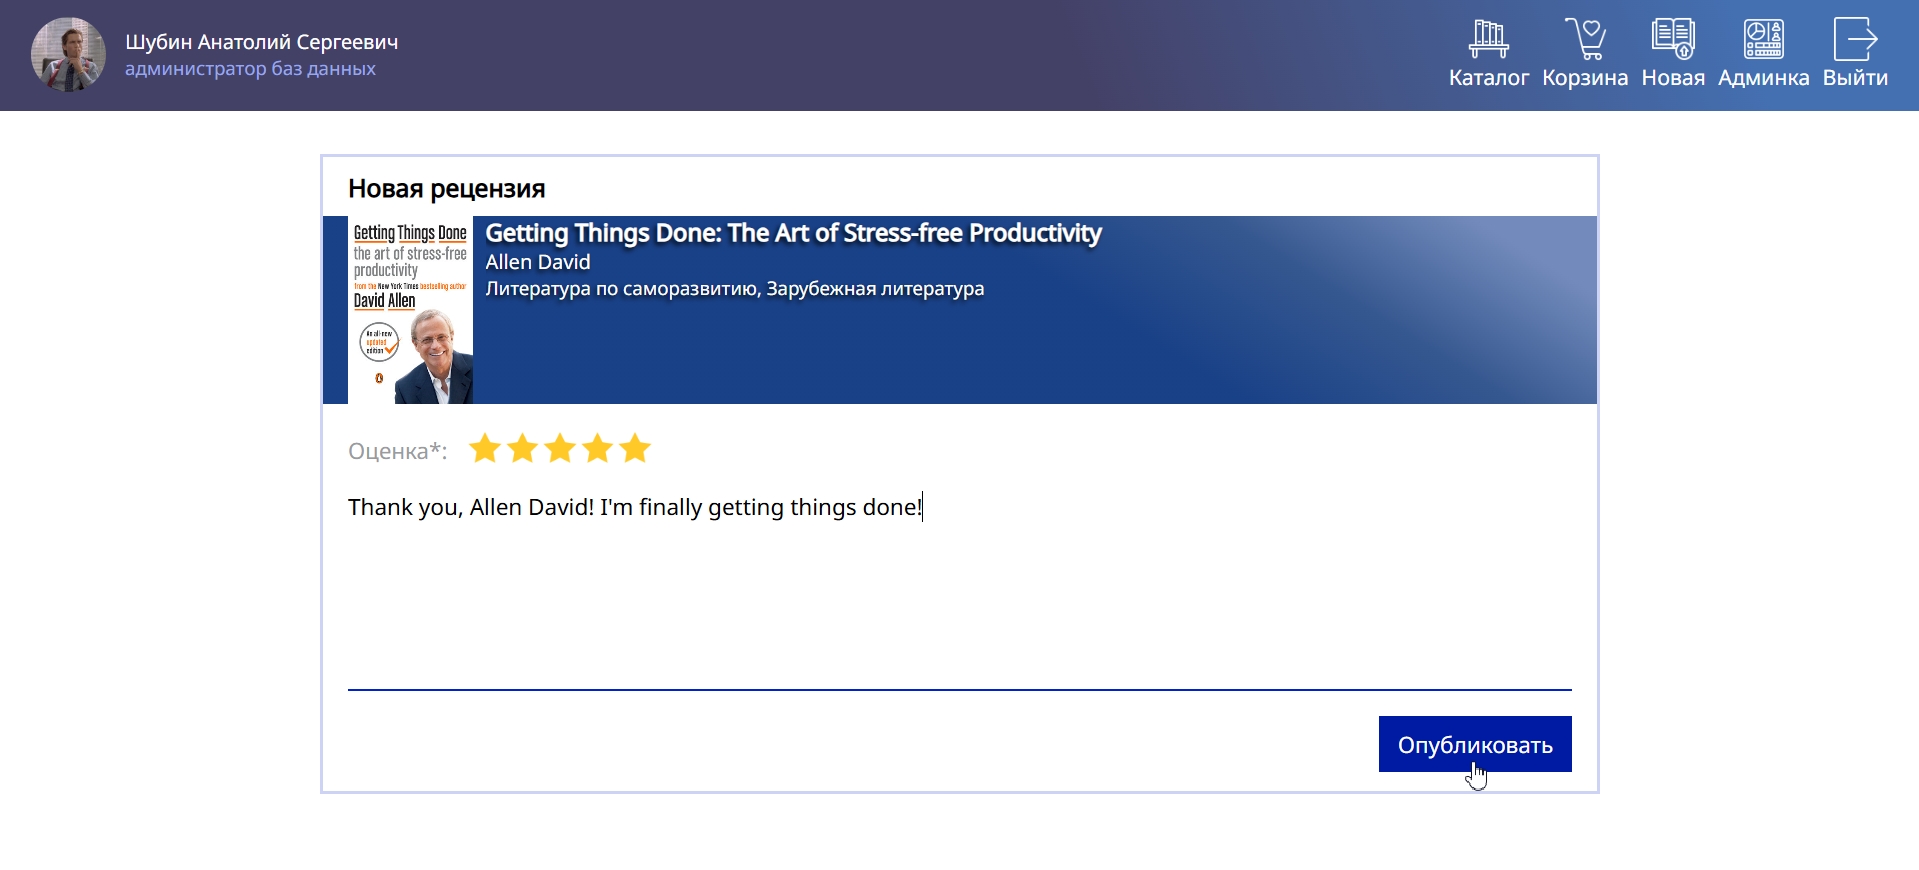 Шубин Анатолий Сергеевич
администратор баз данных
Каталог
Корзина
Новая
Админка
Выйти
Новая рецензия
Getting Things Done
the art of stress-free
productivity
from the New York Times bestselling author
David Allen
An all-new
updated
edition
Getting Things Done: The Art of Stress-free Productivity
Allen David
Литература по саморазвитию, Зарубежная литература
Оценка*:
Thank you, Allen David! I'm finally getting things done!
Опубликовать